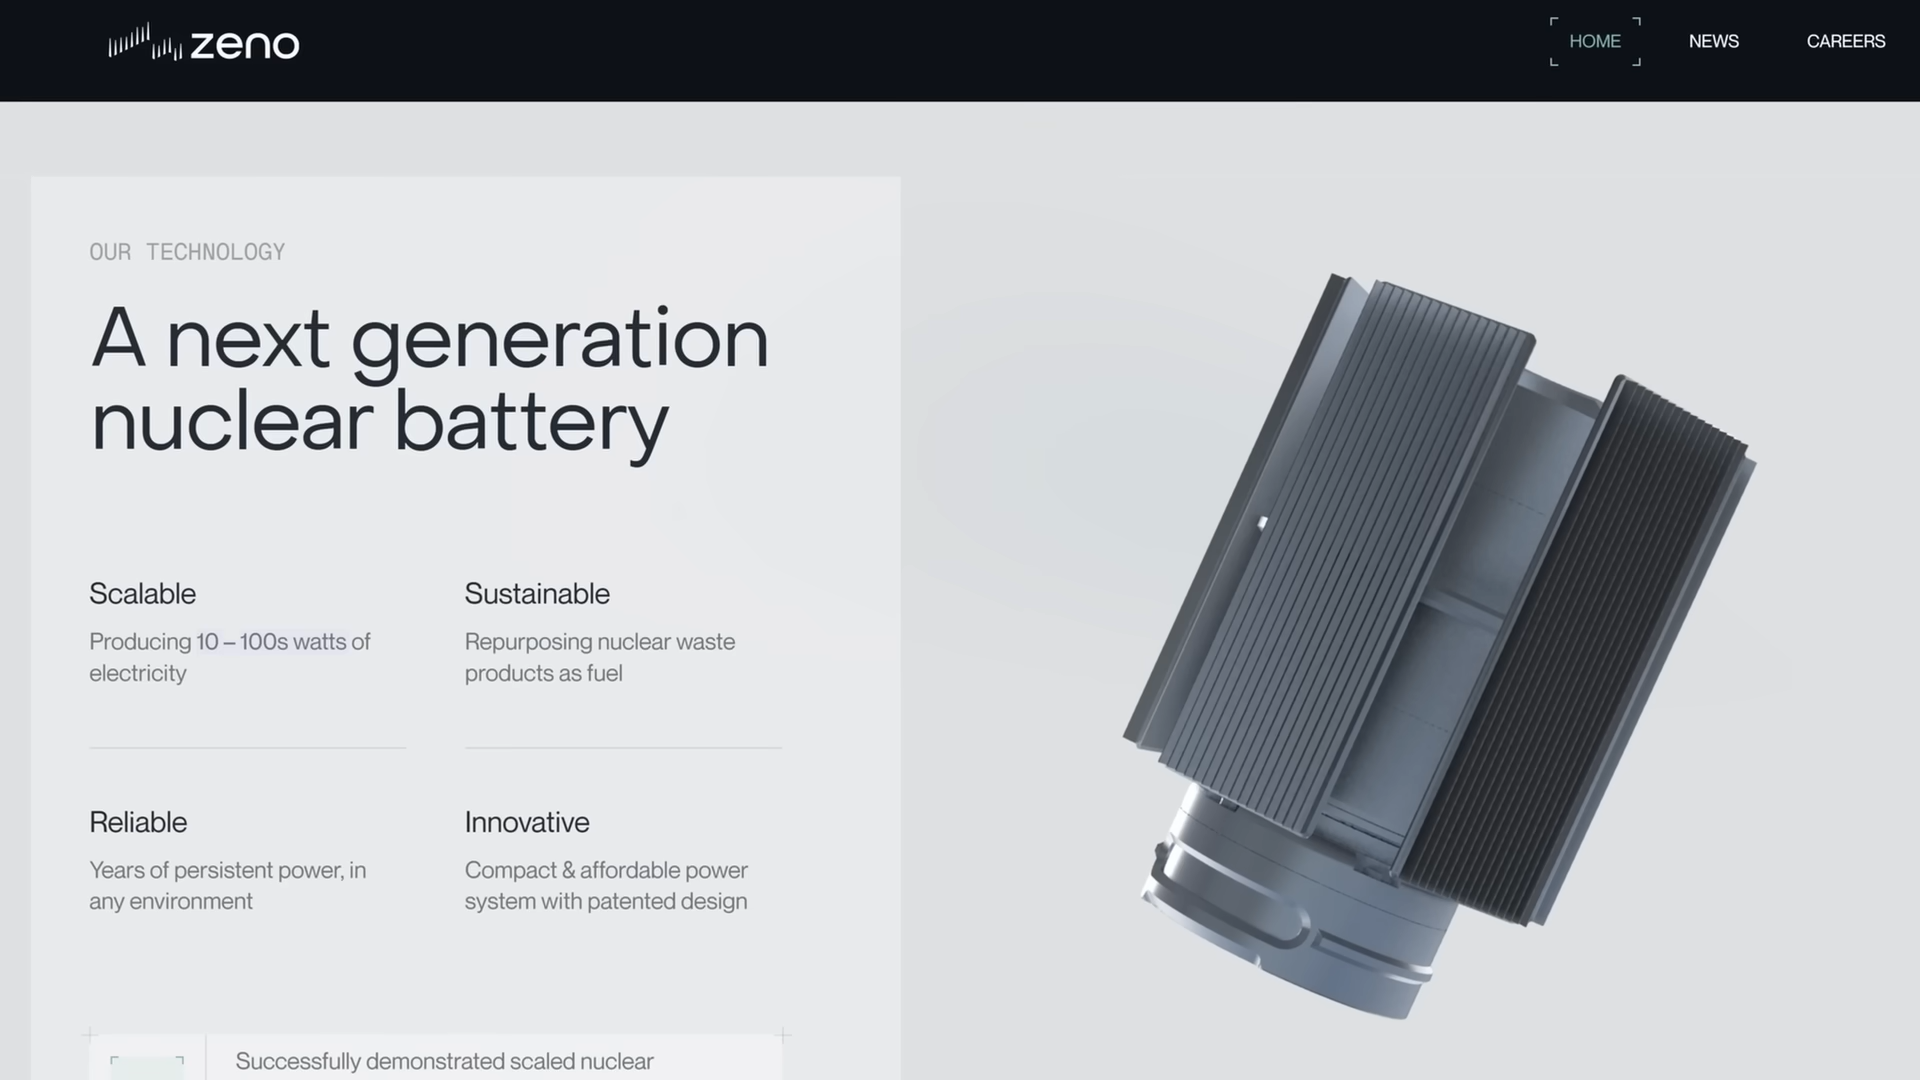 zeno
HOME
NEWS
CAREERS
OUR TECHNOLOGY
A next generation
nuclear battery
Scalable
Producing 10 – 100s watts of
electricity
Sustainable
Repurposing nuclear waste
products as fuel
Reliable
Years of persistent power, in
any environment
Innovative
Compact & affordable power
system with patented design
Successfully demonstrated scaled nuclear